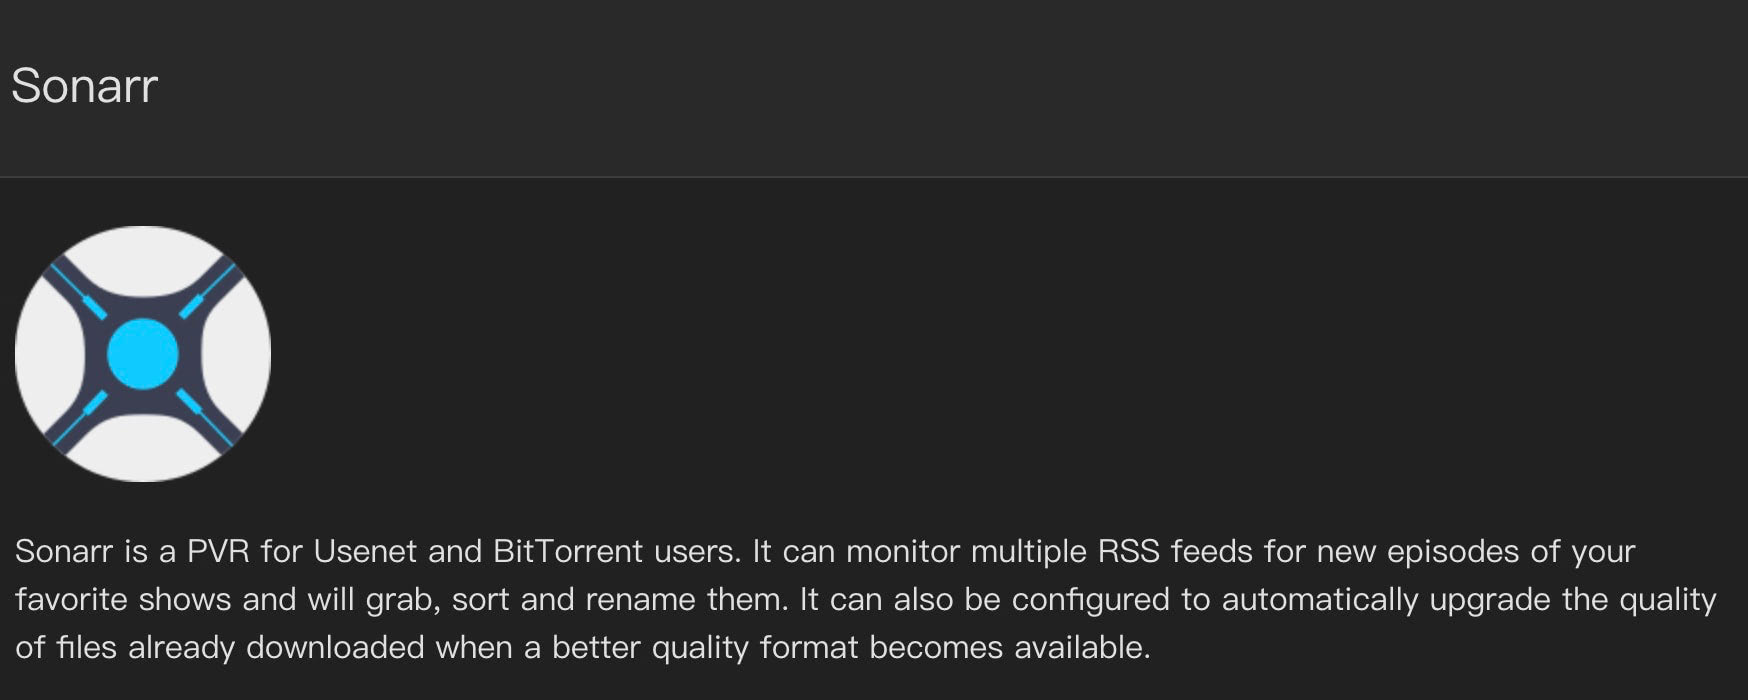 Sonarr
Sonarr is a PVR for Usenet and BitTorrent users. It can monitor multiple RSS feeds for new episodes of your
favorite shows and will grab, sort and rename them. It can also be configured to automatically upgrade the quality
of files already downloaded when a better quality format becomes available.